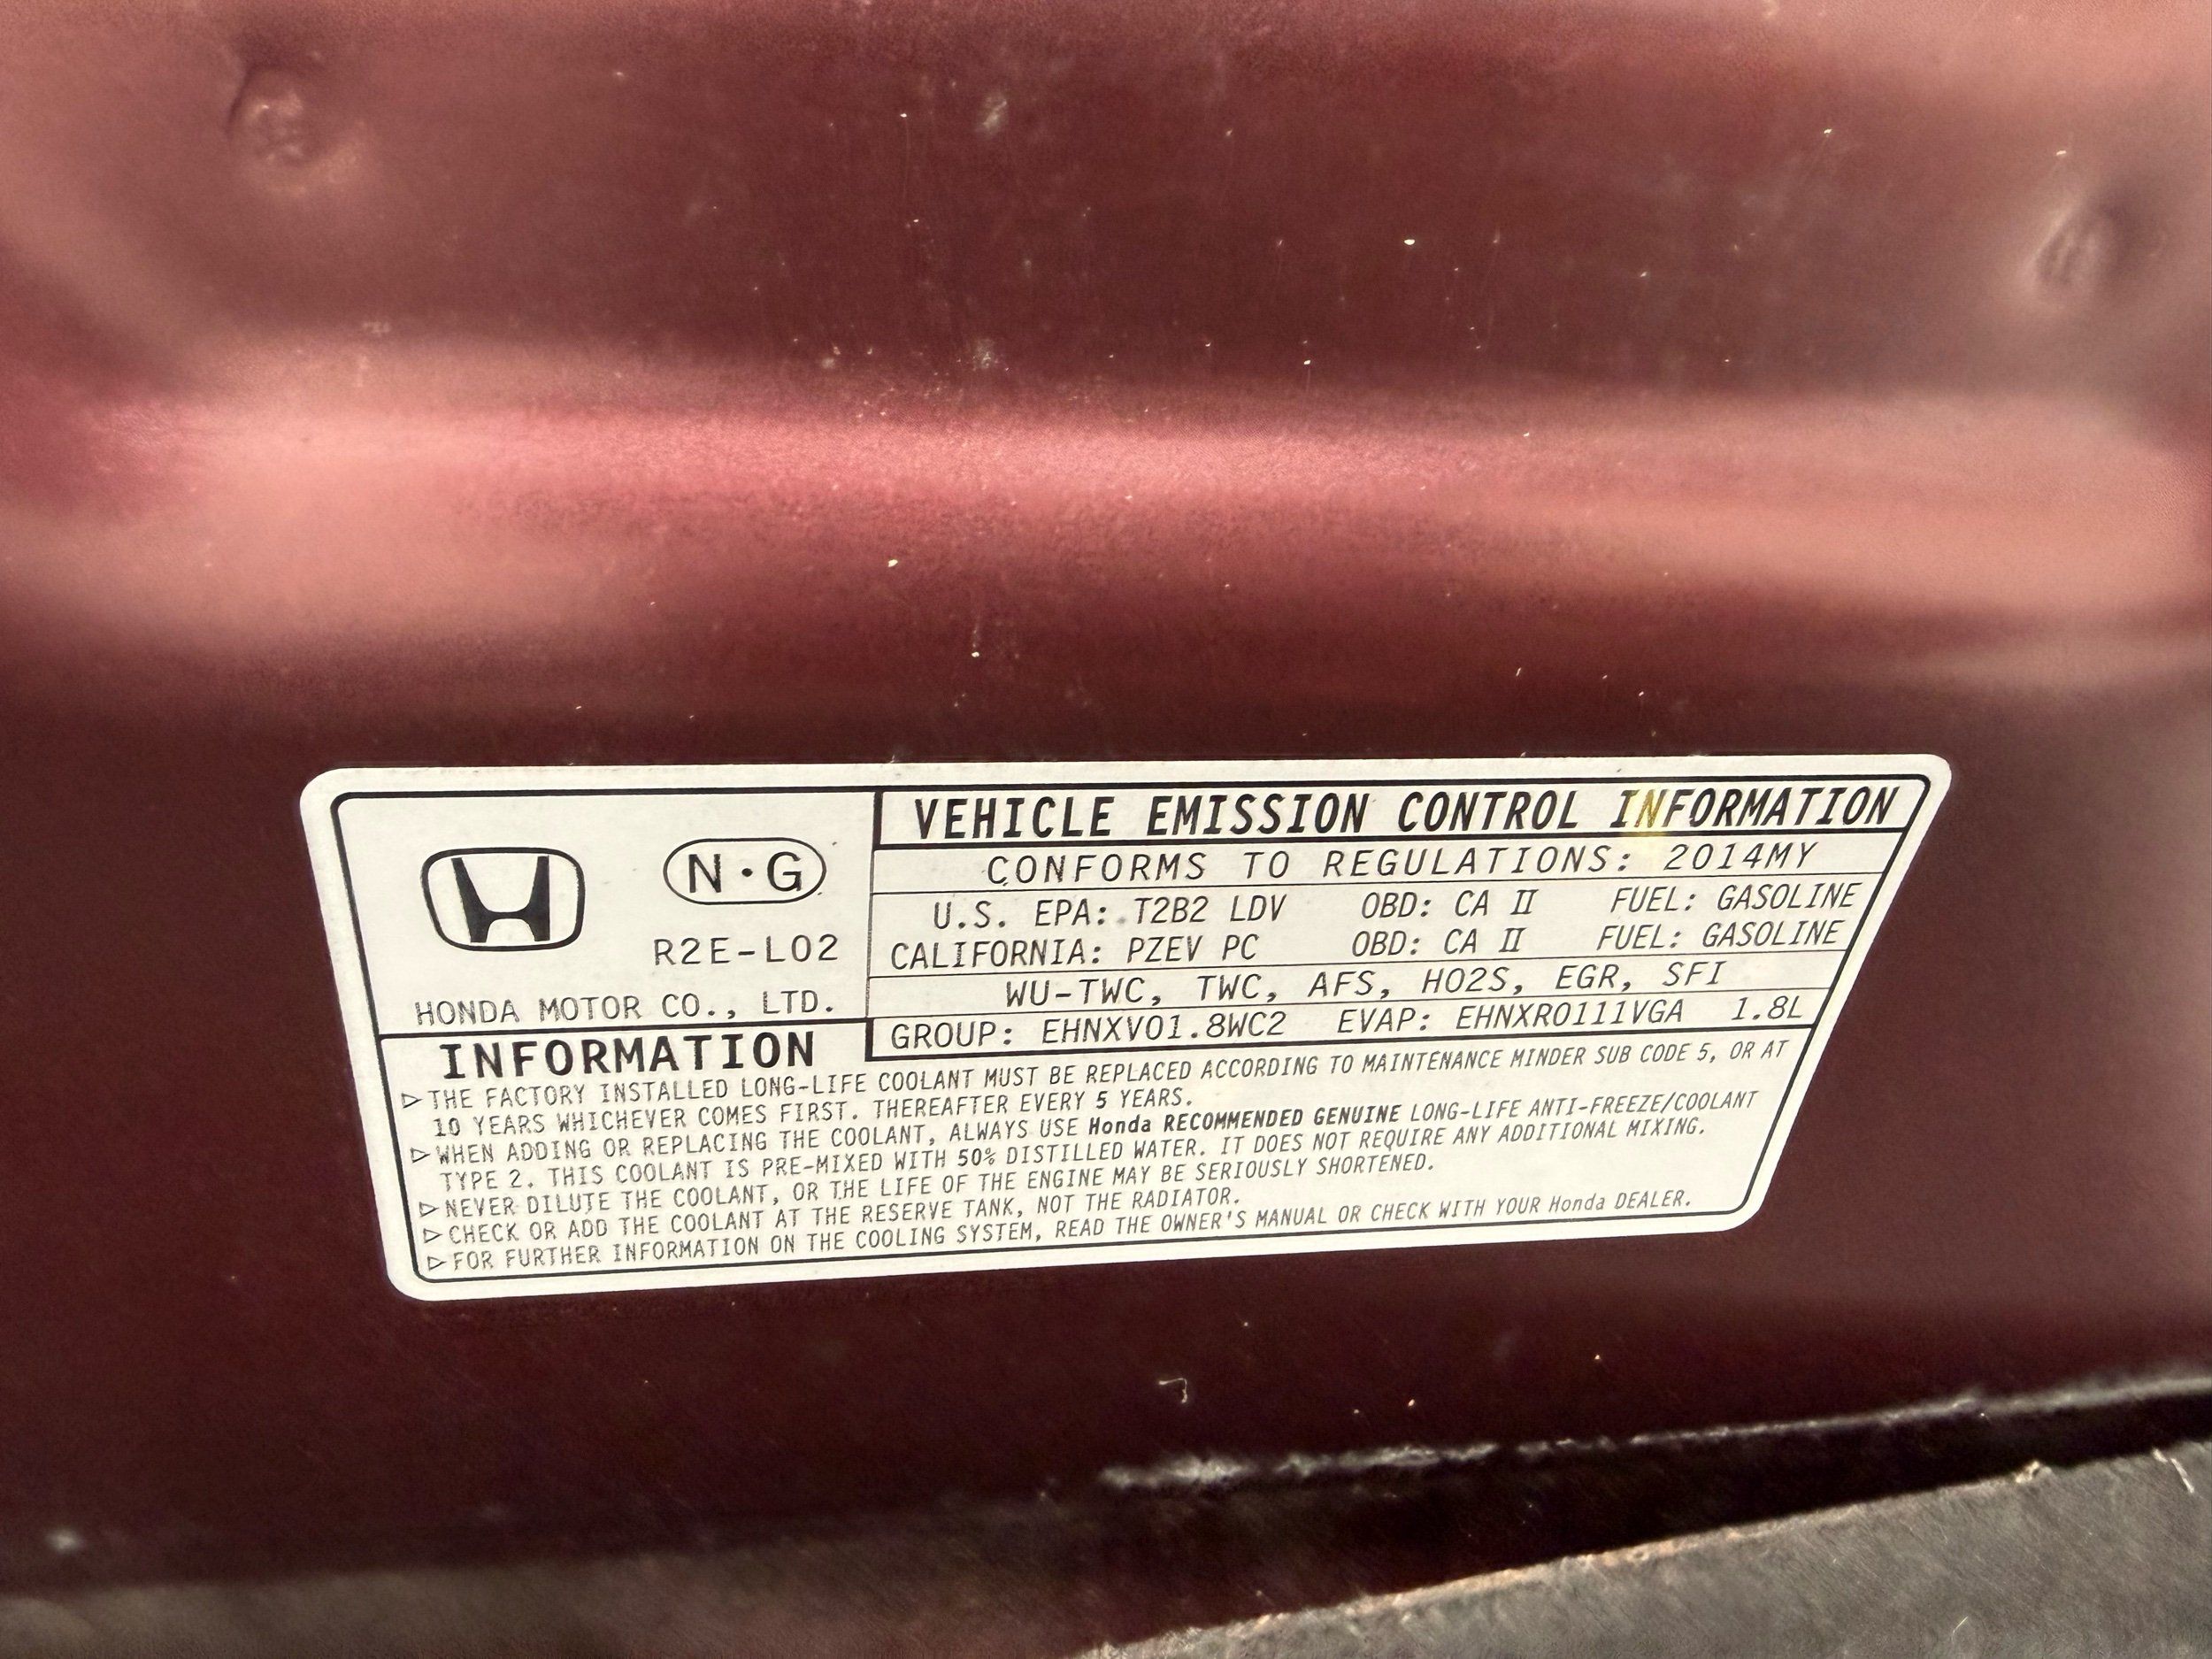 N·G
R2E-L02
HONDA MOTOR CO., LTD.
VEHICLE EMISSION CONTROL INFORMATION
CONFORMS TO REGULATIONS: 2014MY
U.S. EPA: T2B2 LDV OBD: CA II FUEL: GASOLINE
CALIFORNIA: PZEV PC OBD: CA II FUEL: GASOLINE
WU-TWC, TWC, AFS, HO2S, EGR, SFI
GROUP: EHNXV01.8WC2 EVAP: EHNXR0111VGA 1.8L
INFORMATION
▷THE FACTORY INSTALLED LONG-LIFE COOLANT MUST BE REPLACED ACCORDING TO MAINTENANCE MINDER SUB CODE 5, OR AT
10 YEARS WHICHEVER COMES FIRST. THEREAFTER EVERY 5 YEARS.
▷WHEN ADDING OR REPLACING THE COOLANT, ALWAYS USE Honda RECOMMENDED GENUINE LONG-LIFE ANTI-FREEZE/COOLANT
TYPE 2. THIS COOLANT IS PRE-MIXED WITH 50% DISTILLED WATER. IT DOES NOT REQUIRE ANY ADDITIONAL MIXING.
▷NEVER DILUTE THE COOLANT, OR THE LIFE OF THE ENGINE MAY BE SERIOUSLY SHORTENED.
▷CHECK OR ADD THE COOLANT AT THE RESERVE TANK, NOT THE RADIATOR.
▷FOR FURTHER INFORMATION ON THE COOLING SYSTEM, READ THE OWNER'S MANUAL OR CHECK WITH YOUR Honda DEALER.